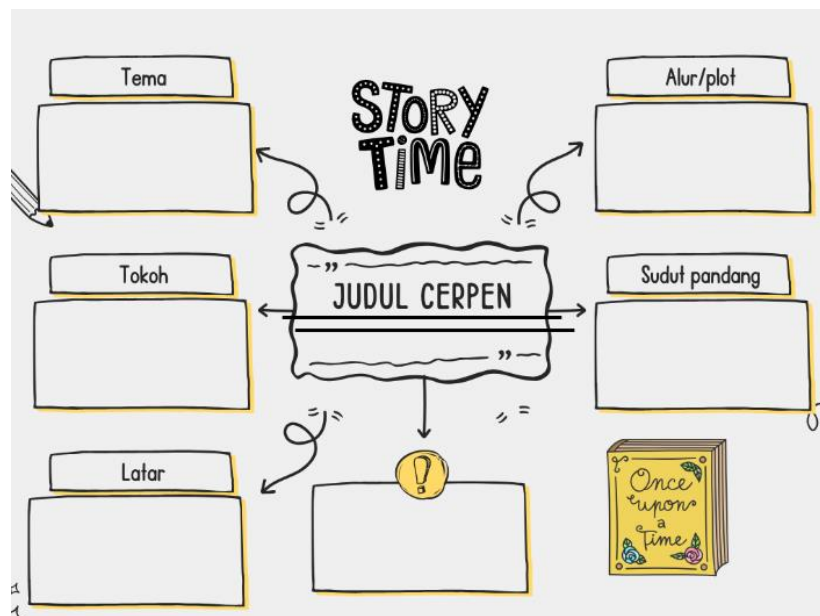 Tema
STORY
TIME
Alur/plot
Tokoh
JUDUL CERPEN
Sudut pandang
Latar
!
Once
upon
a
Time